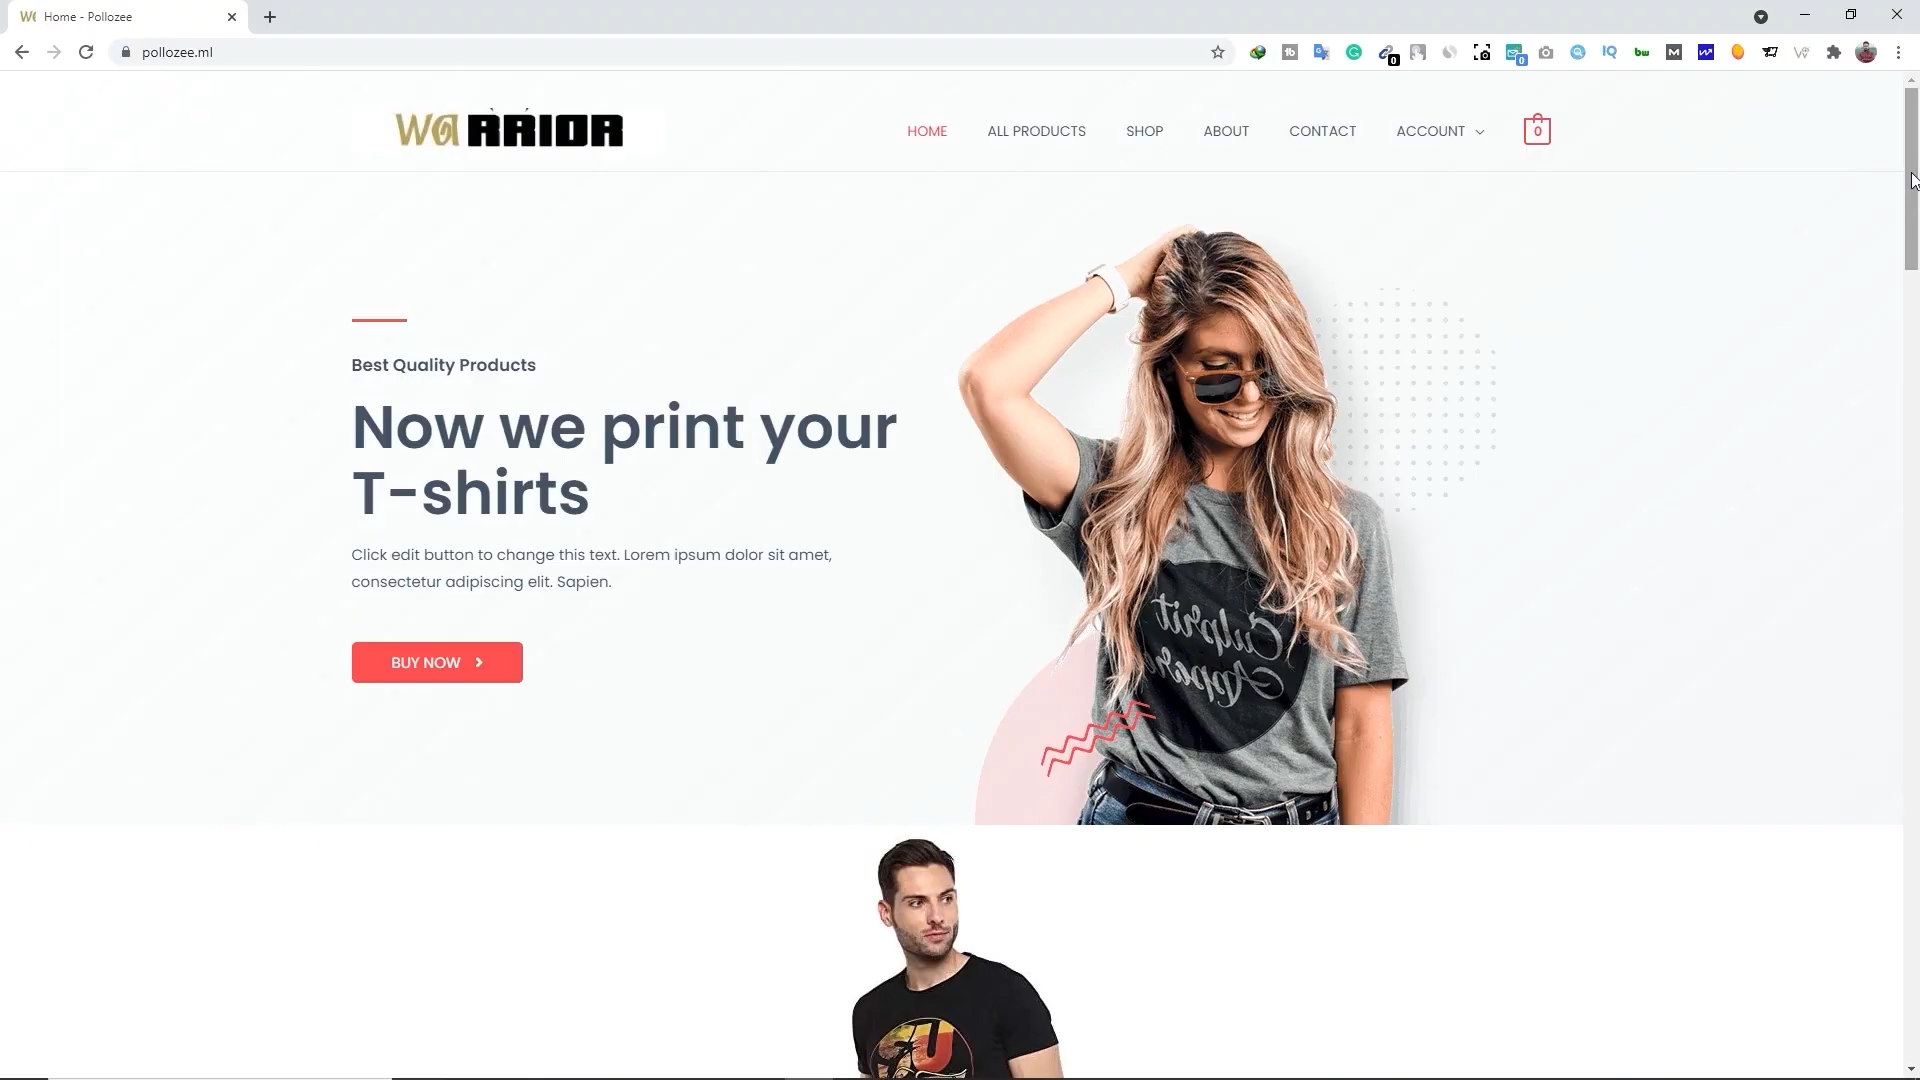 Home - Pollozee
pollozee.ml
WaRRIOR
HOME
ALL PRODUCTS
SHOP
ABOUT
CONTACT
ACCOUNT
0
Best Quality Products
Now we print your
T-shirts
Click edit button to change this text. Lorem ipsum dolor sit amet,
consectetur adipiscing elit. Sapien.
BUY NOW
Culprit